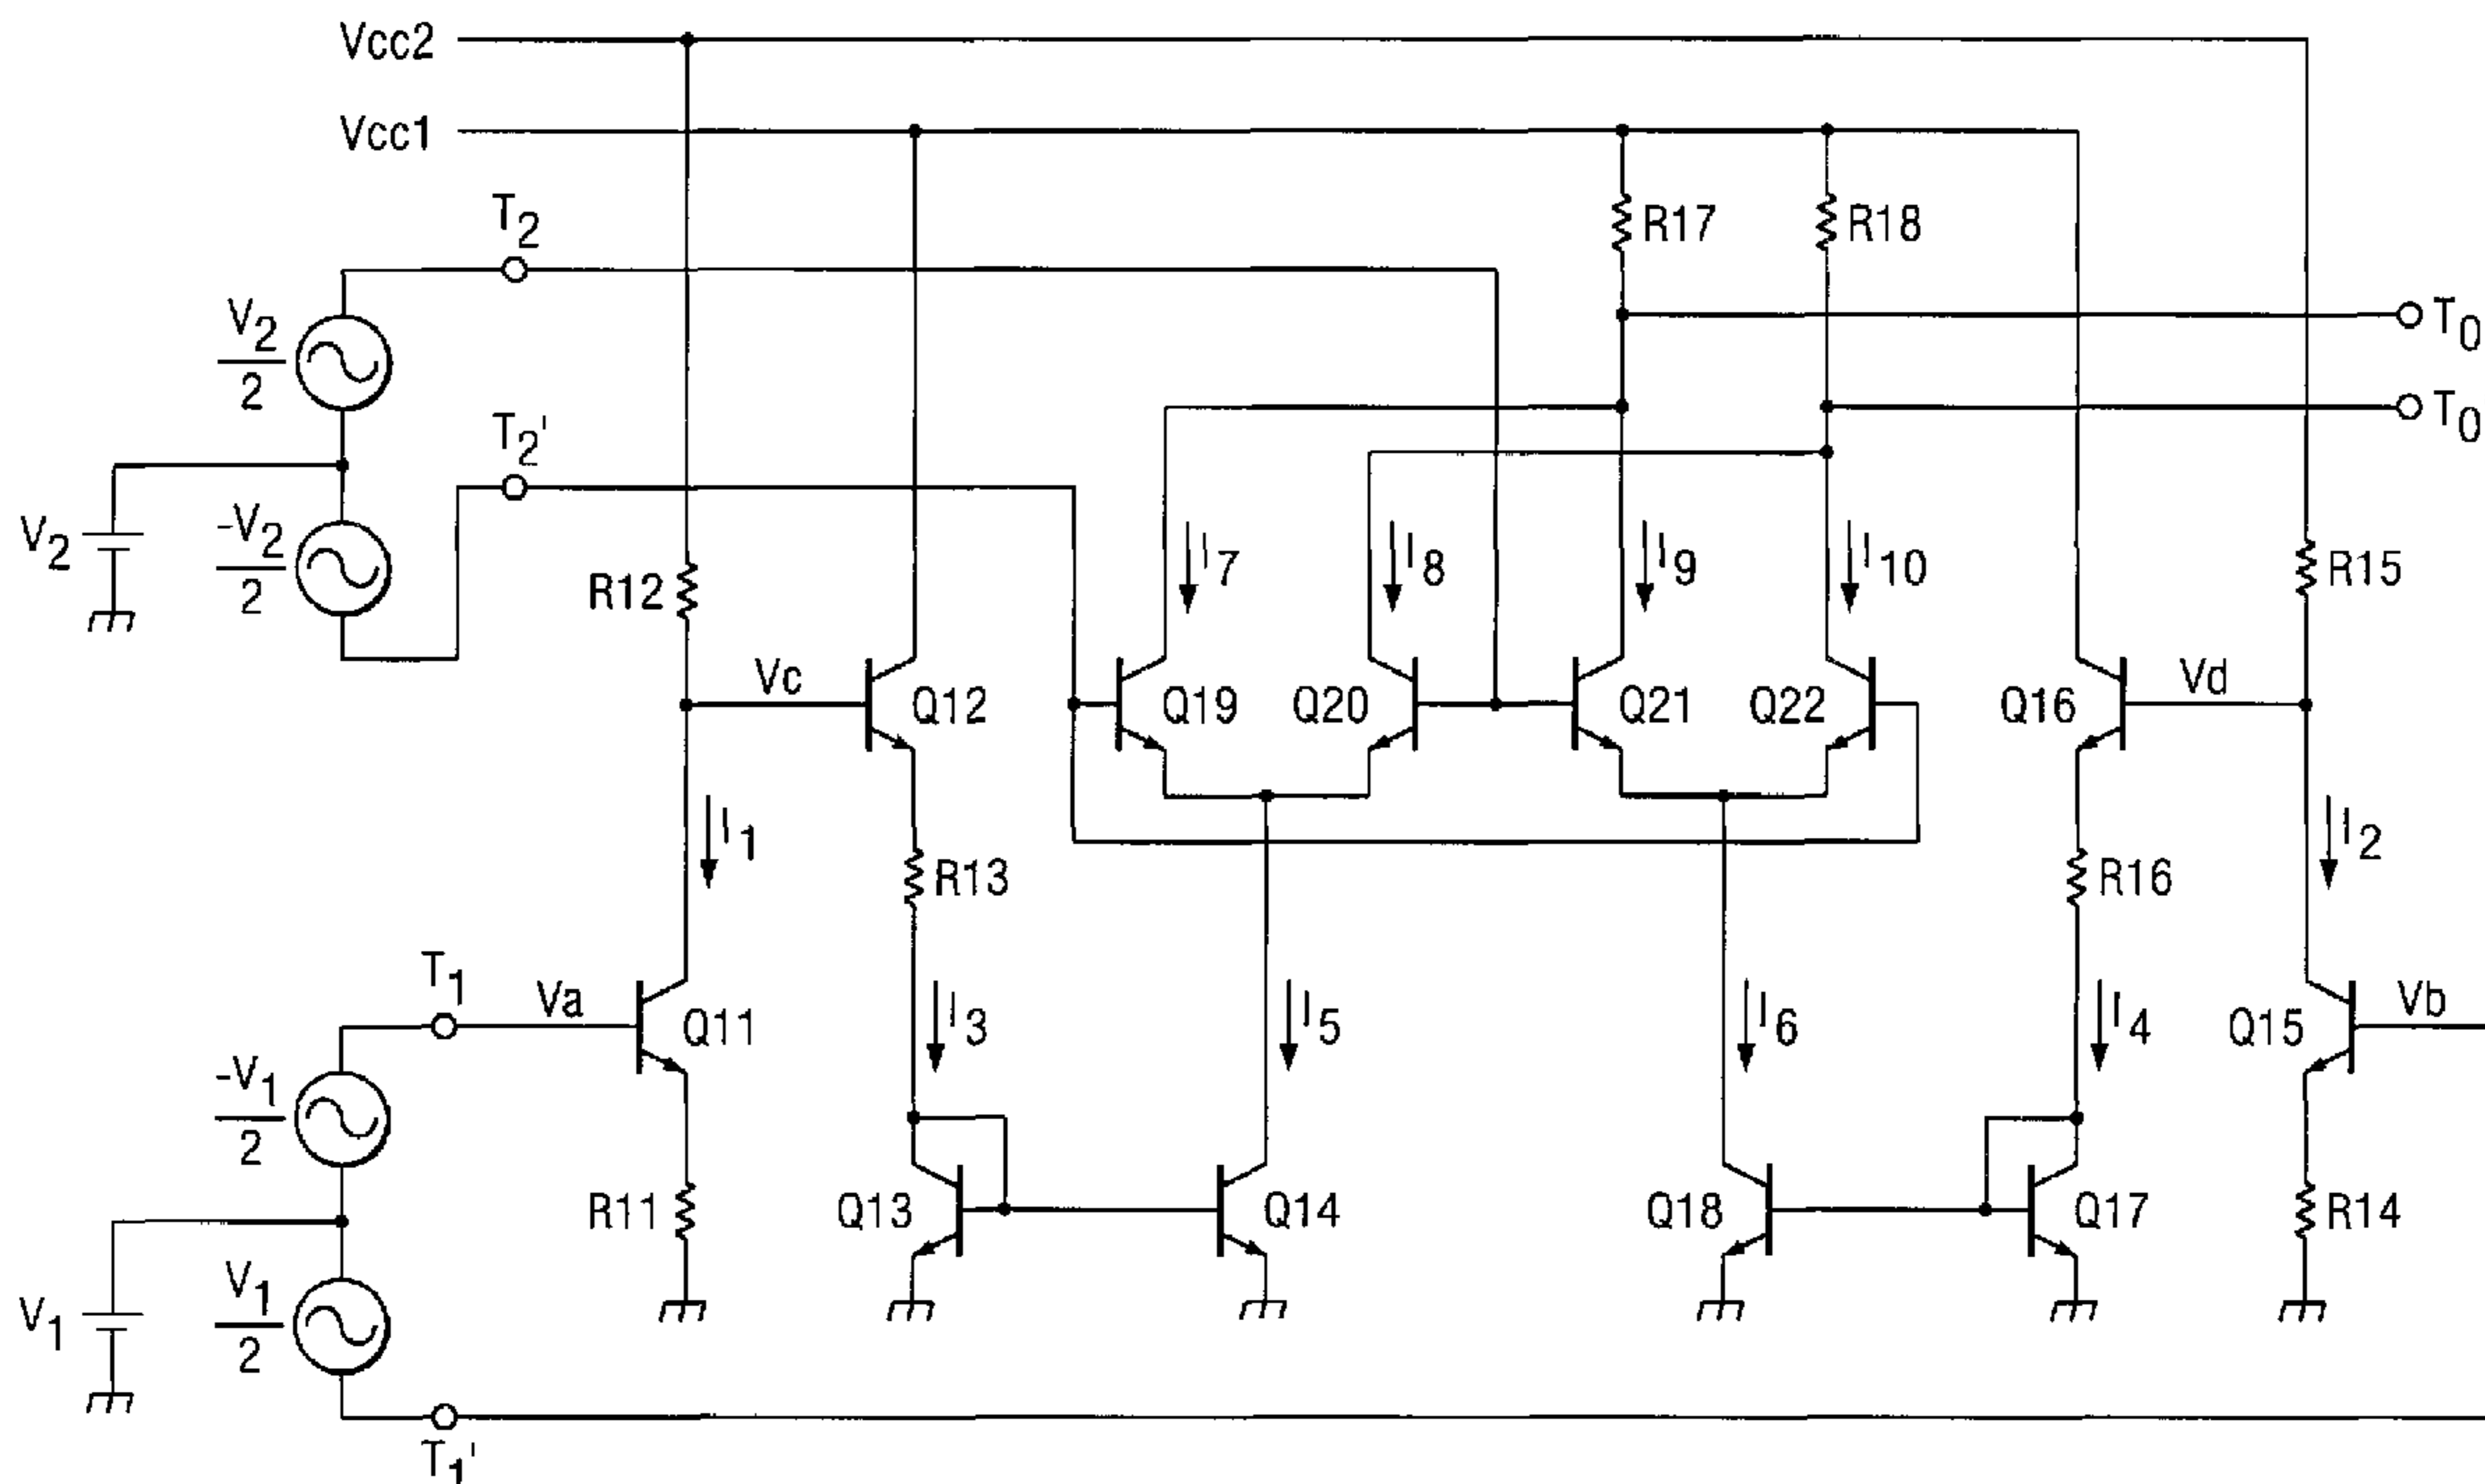 Vcc2
Vcc1
T2
R17
R18
V2
2
T0
T2'
T0
V2
-V2
2
I7
I8
I9
I10
R15
R12
Vc
Q12
Q19
Q20
Q21
Q22
Q16
Vd
I1
R13
R16
I2
T1
Va
Q11
I3
I5
I6
I4
Q15
Vb
-V1
2
R11
Q13
Q14
Q18
Q17
R14
V1
V1
2
T1'